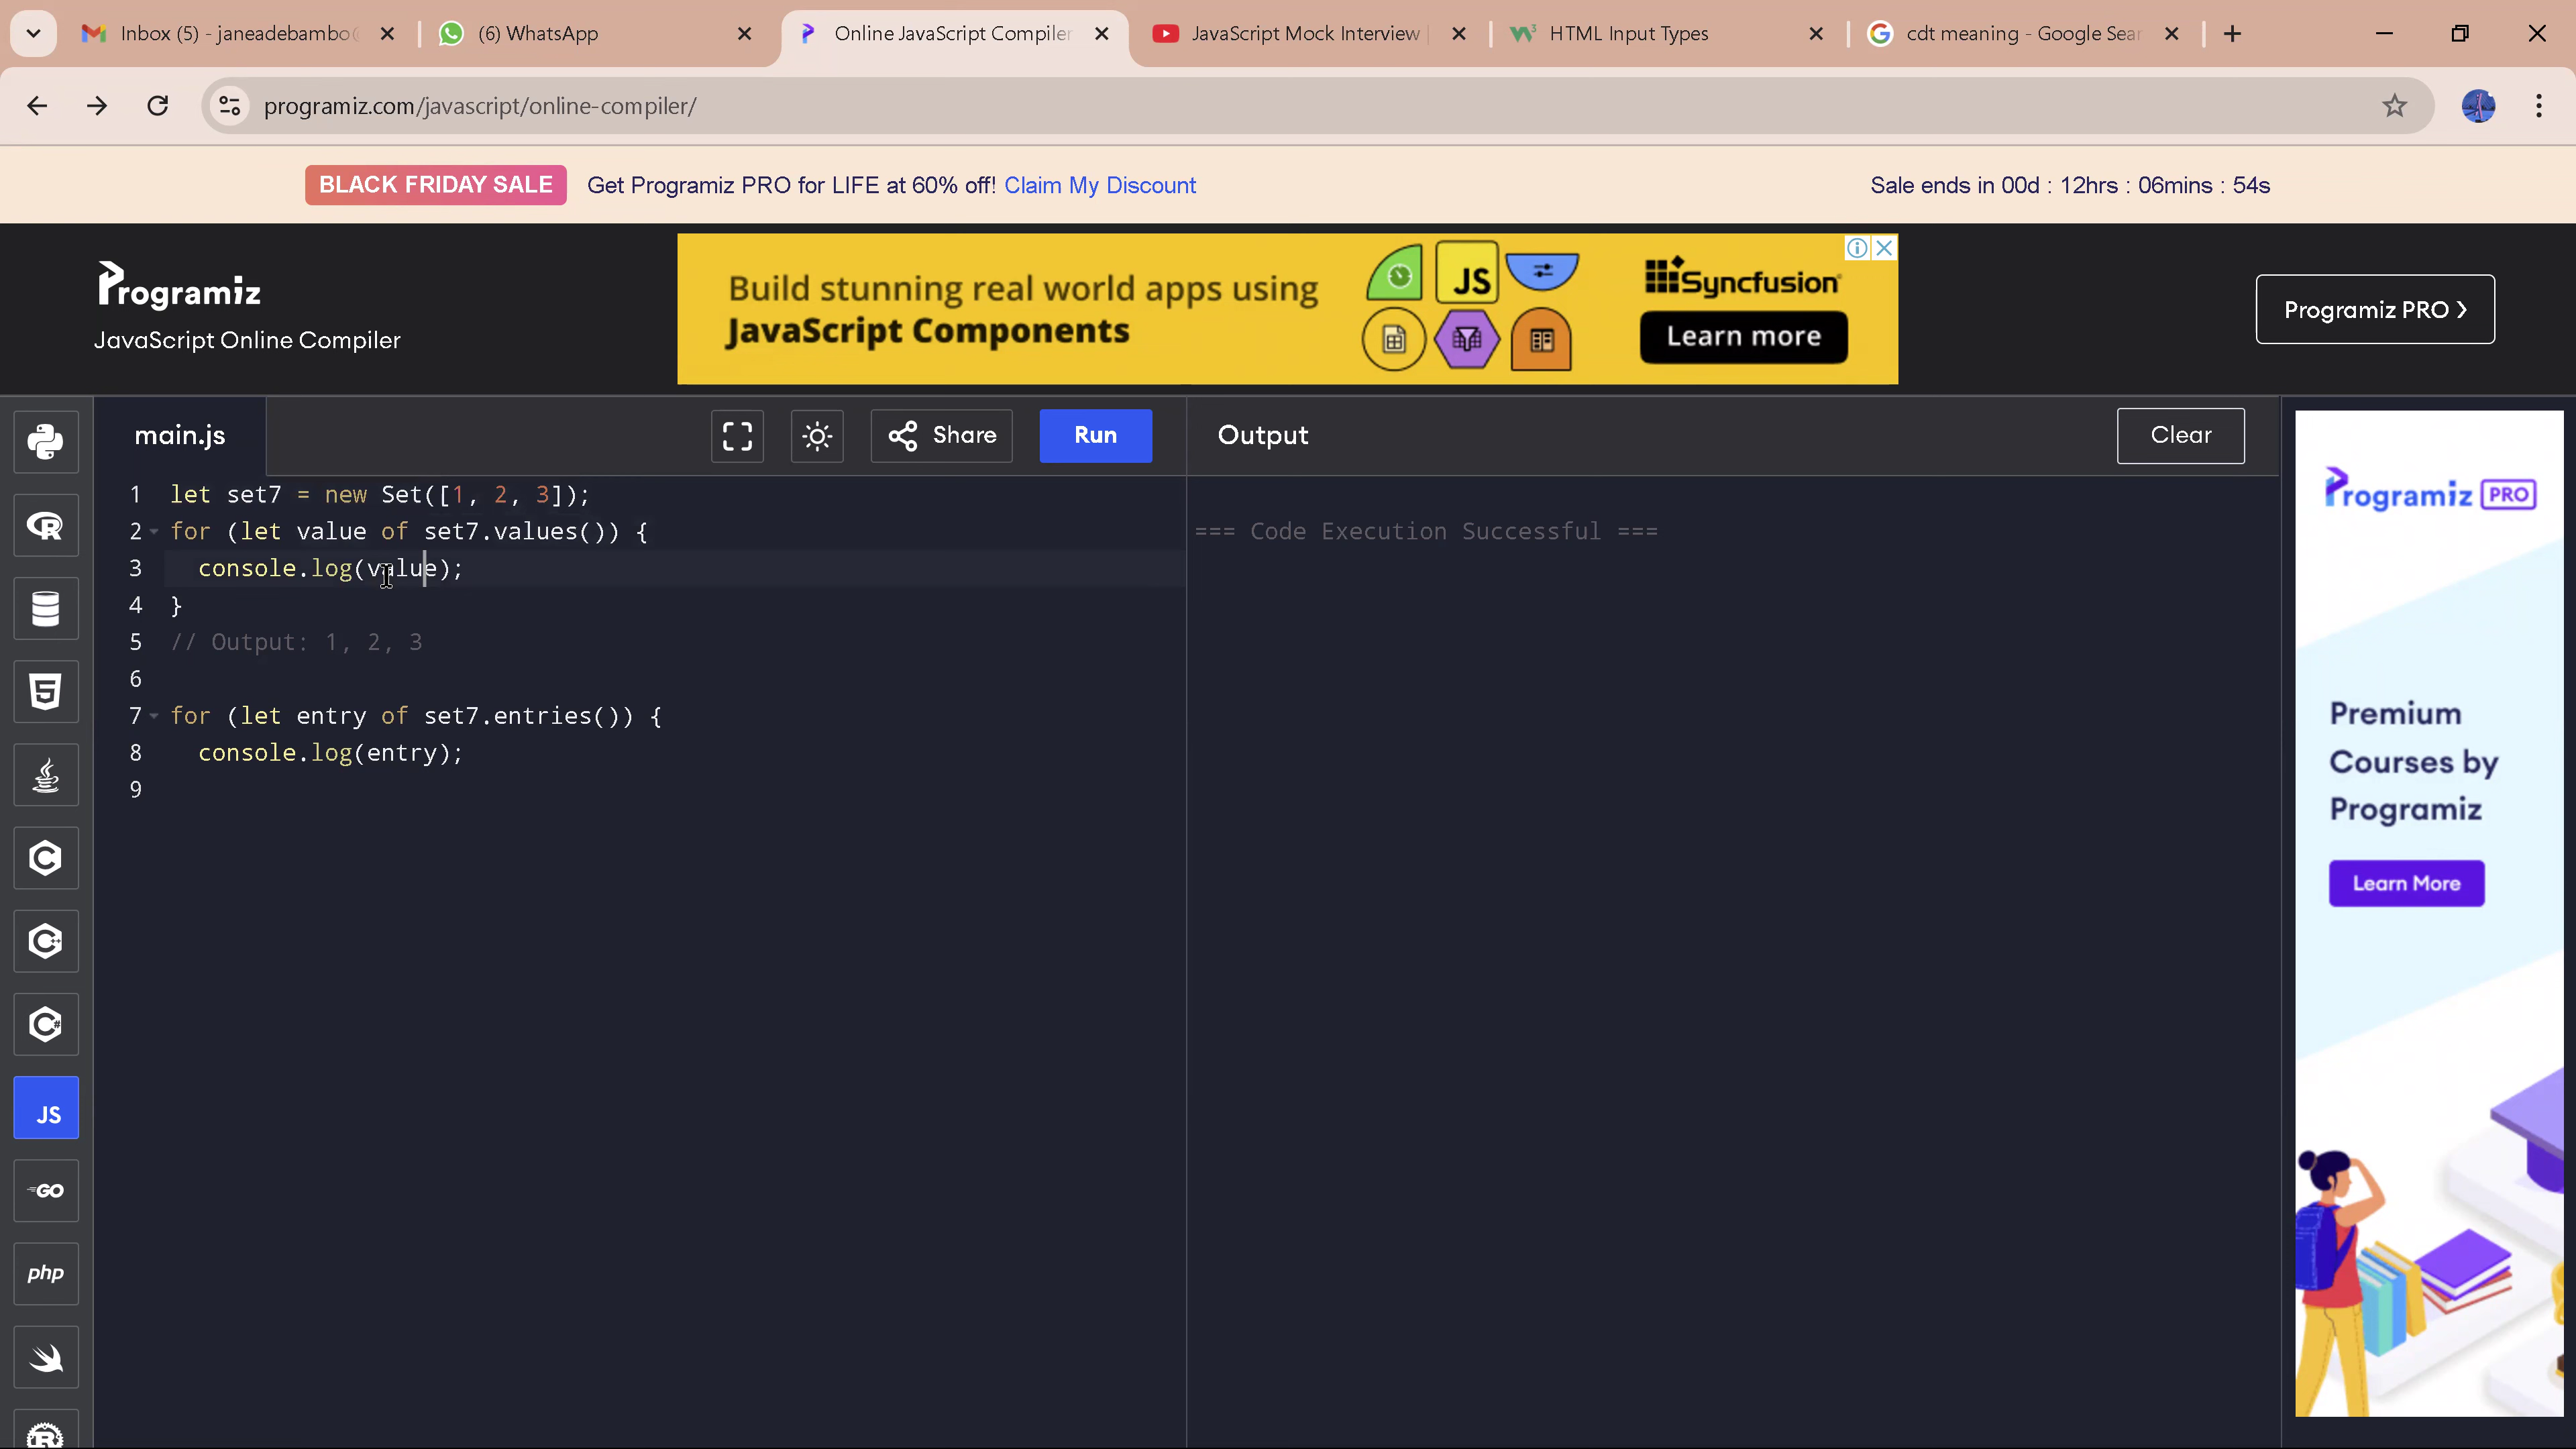 Inbox (5) - janeadebambo@
(6) WhatsApp
Online JavaScript Compiler
JavaScript Mock Interview |
HTML Input Types
cdt meaning - Google Sear
programiz.com/javascript/online-compiler/
BLACK FRIDAY SALE Get Programiz PRO for LIFE at 60% off! Claim My Discount
Sale ends in 00d : 12hrs : 06mins : 54s
Programiz
JavaScript Online Compiler
Build stunning real world apps using
JavaScript Components
JS
Syncfusion
Learn more
Programiz PRO >
main.js
Share
Run
Output
Clear
1 let set7 = new Set([1, 2, 3]);
2 for (let value of set7.values()) {
3 console.log(value);
4 }
5 // Output: 1, 2, 3
6
7 for (let entry of set7.entries()) {
8 console.log(entry);
9
=== Code Execution Successful ===
JS
GO
php
Programiz PRO
Premium
Courses by
Programiz
Learn More